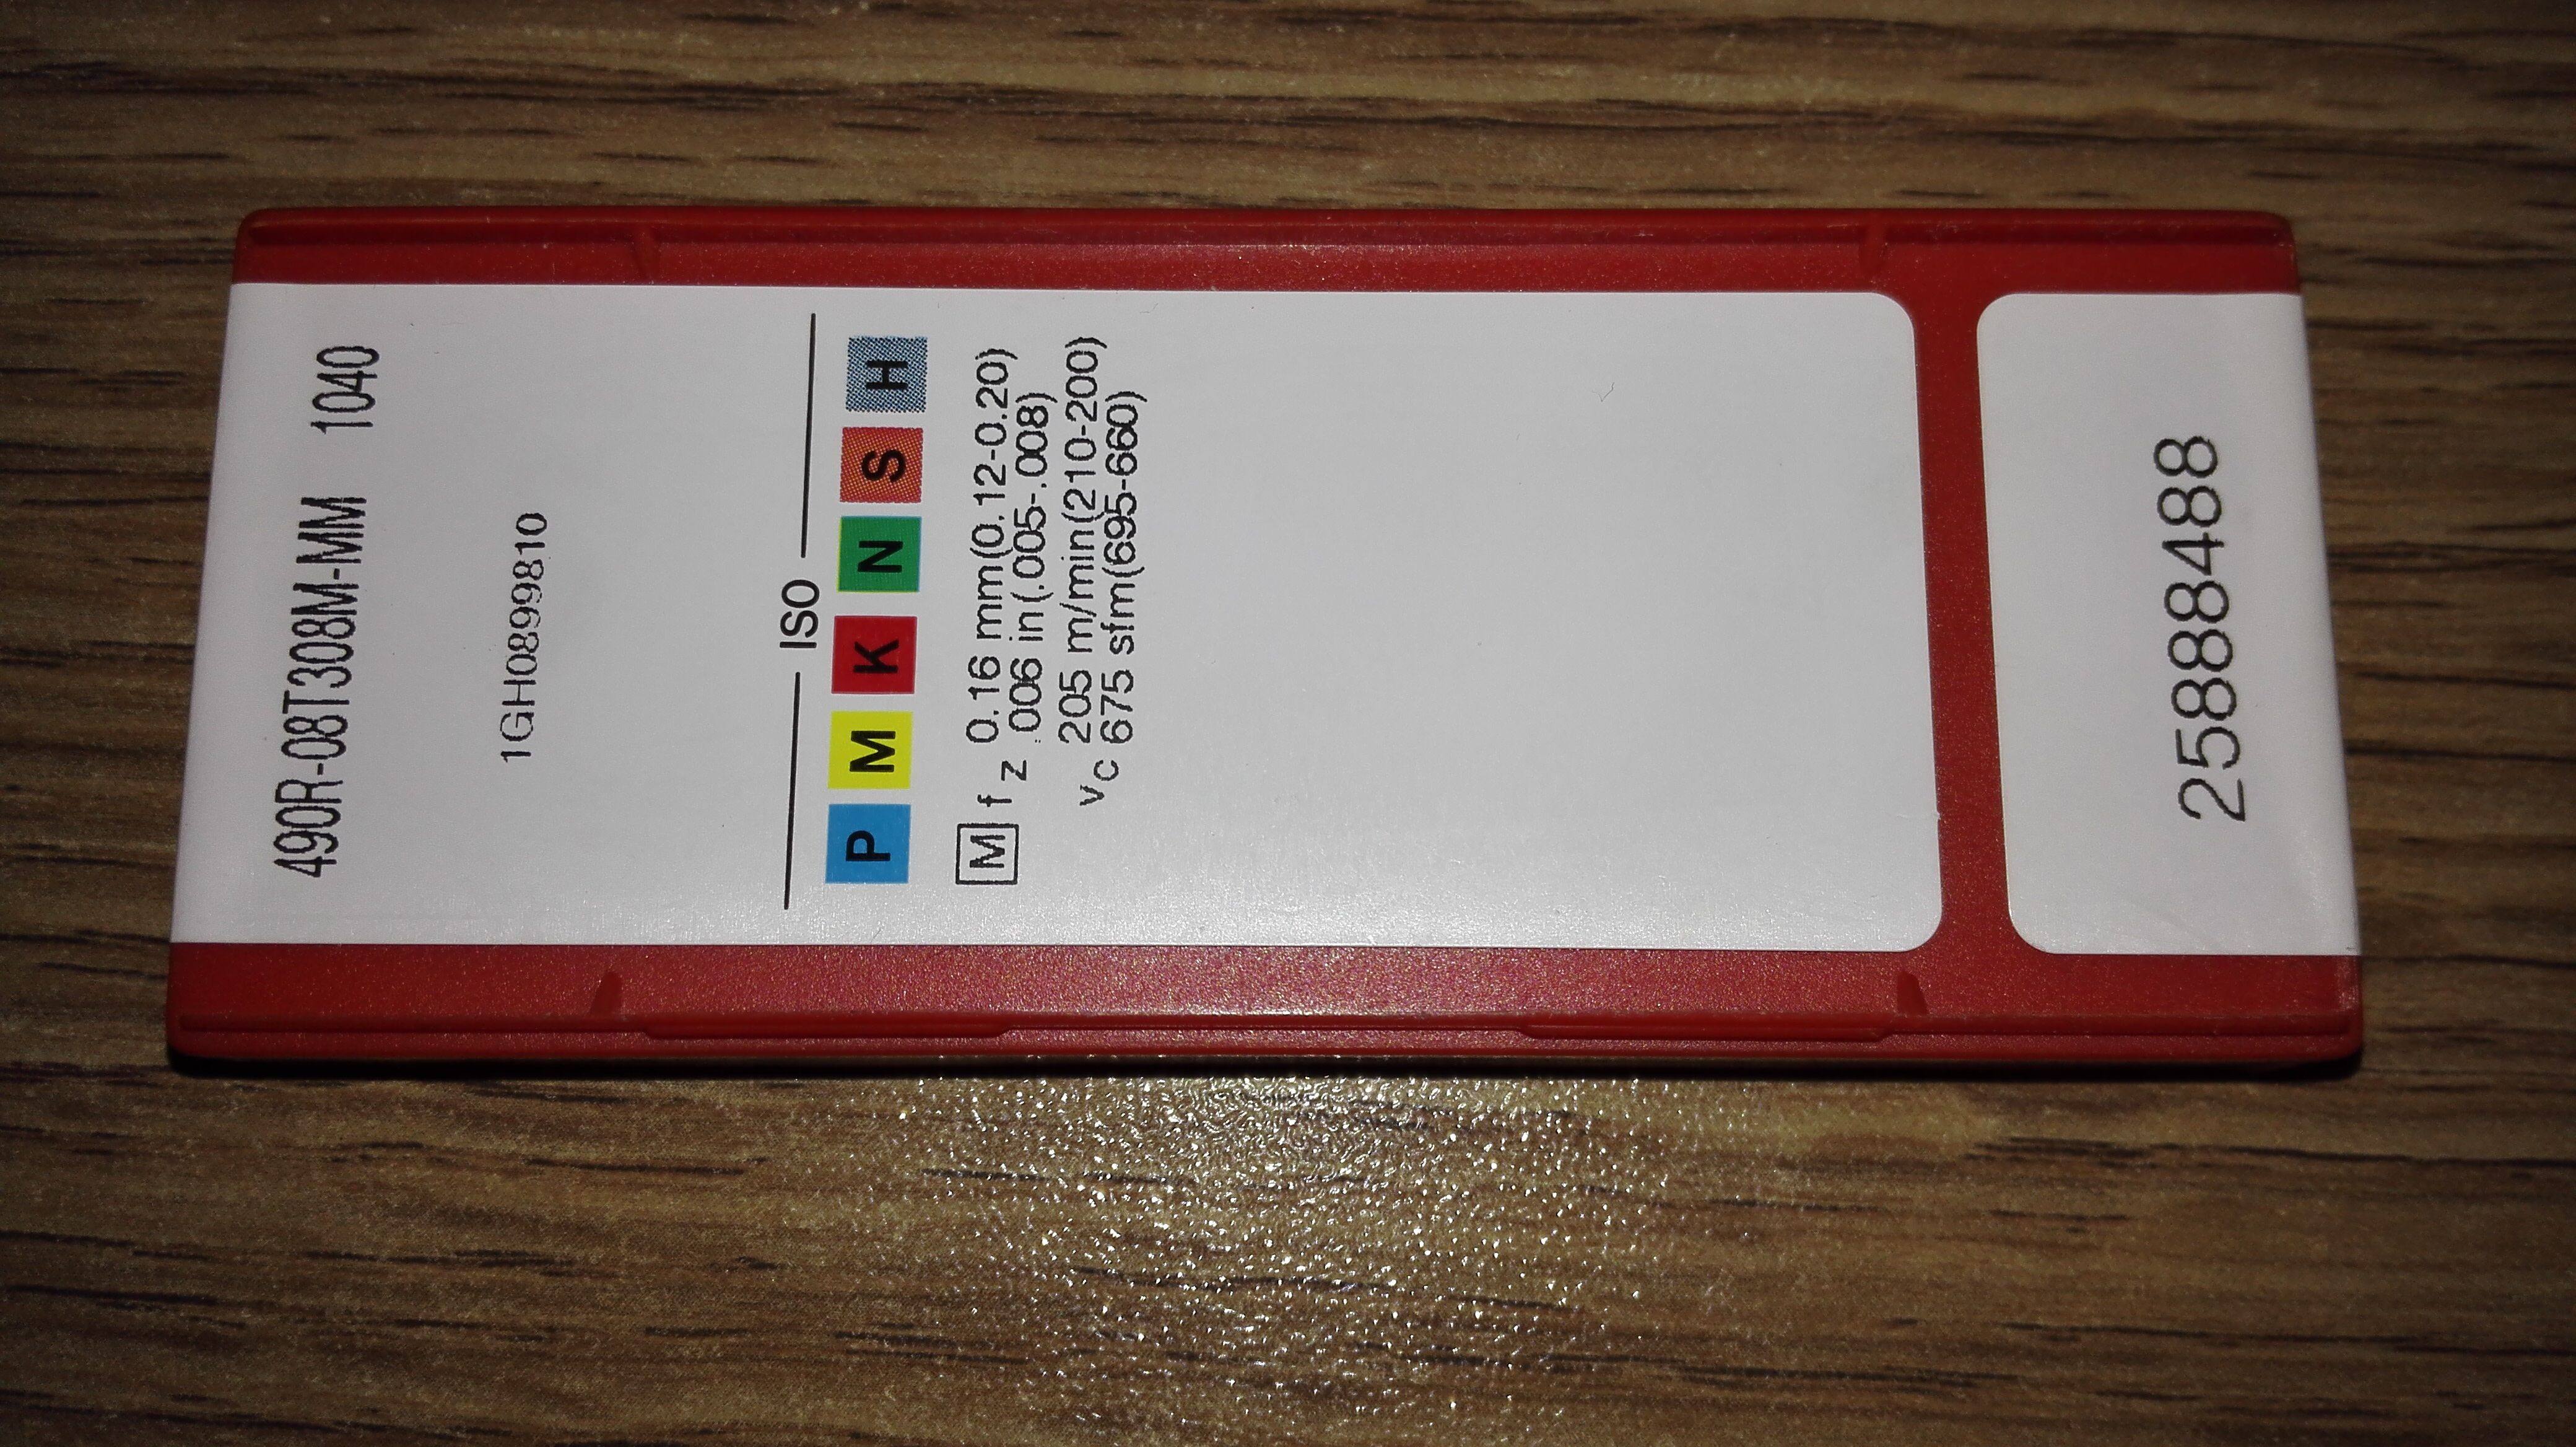 490R-08T308M-MM 1040
1GH0899810
ISO
P M K N S H
M fz 0.16 mm(0.12-0.20)
.006 in(.005-.008)
vc 205 m/min(210-200)
675 sfm(695-660)
25888488